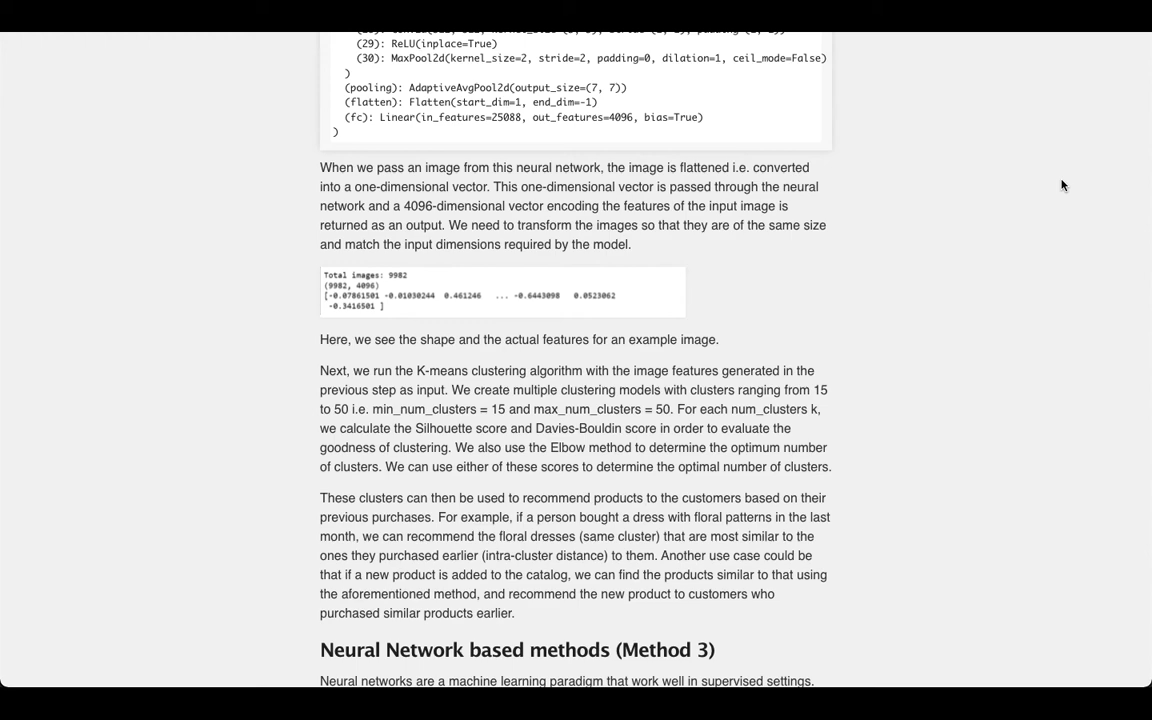 (29): ReLU(inplace=True)
(30): MaxPool2d(kernel_size=2, stride=2, padding=0, dilation=1, ceil_mode=False)
)
(pooling): AdaptiveAvgPool2d(output_size=(7, 7))
(flatten): Flatten(start_dim=1, end_dim=-1)
(fc): Linear(in_features=25088, out_features=4096, bias=True)
)
When we pass an image from this neural network, the image is flattened i.e. converted
into a one-dimensional vector. This one-dimensional vector is passed through the neural
network and a 4096-dimensional vector encoding the features of the input image is
returned as an output. We need to transform the images so that they are of the same size
and match the input dimensions required by the model.
Total images: 9982
(9982, 4096)
[-0.07861501 -0.01030244 0.461246 ... -0.6443098 0.0523062
-0.3416501 ]
Here, we see the shape and the actual features for an example image.
Next, we run the K-means clustering algorithm with the image features generated in the
previous step as input. We create multiple clustering models with clusters ranging from 15
to 50 i.e. min_num_clusters = 15 and max_num_clusters = 50. For each num_clusters k,
we calculate the Silhouette score and Davies-Bouldin score in order to evaluate the
goodness of clustering. We also use the Elbow method to determine the optimum number
of clusters. We can use either of these scores to determine the optimal number of clusters.
These clusters can then be used to recommend products to the customers based on their
previous purchases. For example, if a person bought a dress with floral patterns in the last
month, we can recommend the floral dresses (same cluster) that are most similar to the
ones they purchased earlier (intra-cluster distance) to them. Another use case could be
that if a new product is added to the catalog, we can find the products similar to that using
the aforementioned method, and recommend the new product to customers who
purchased similar products earlier.
Neural Network based methods (Method 3)
Neural networks are a machine learning paradigm that work well in supervised settings.